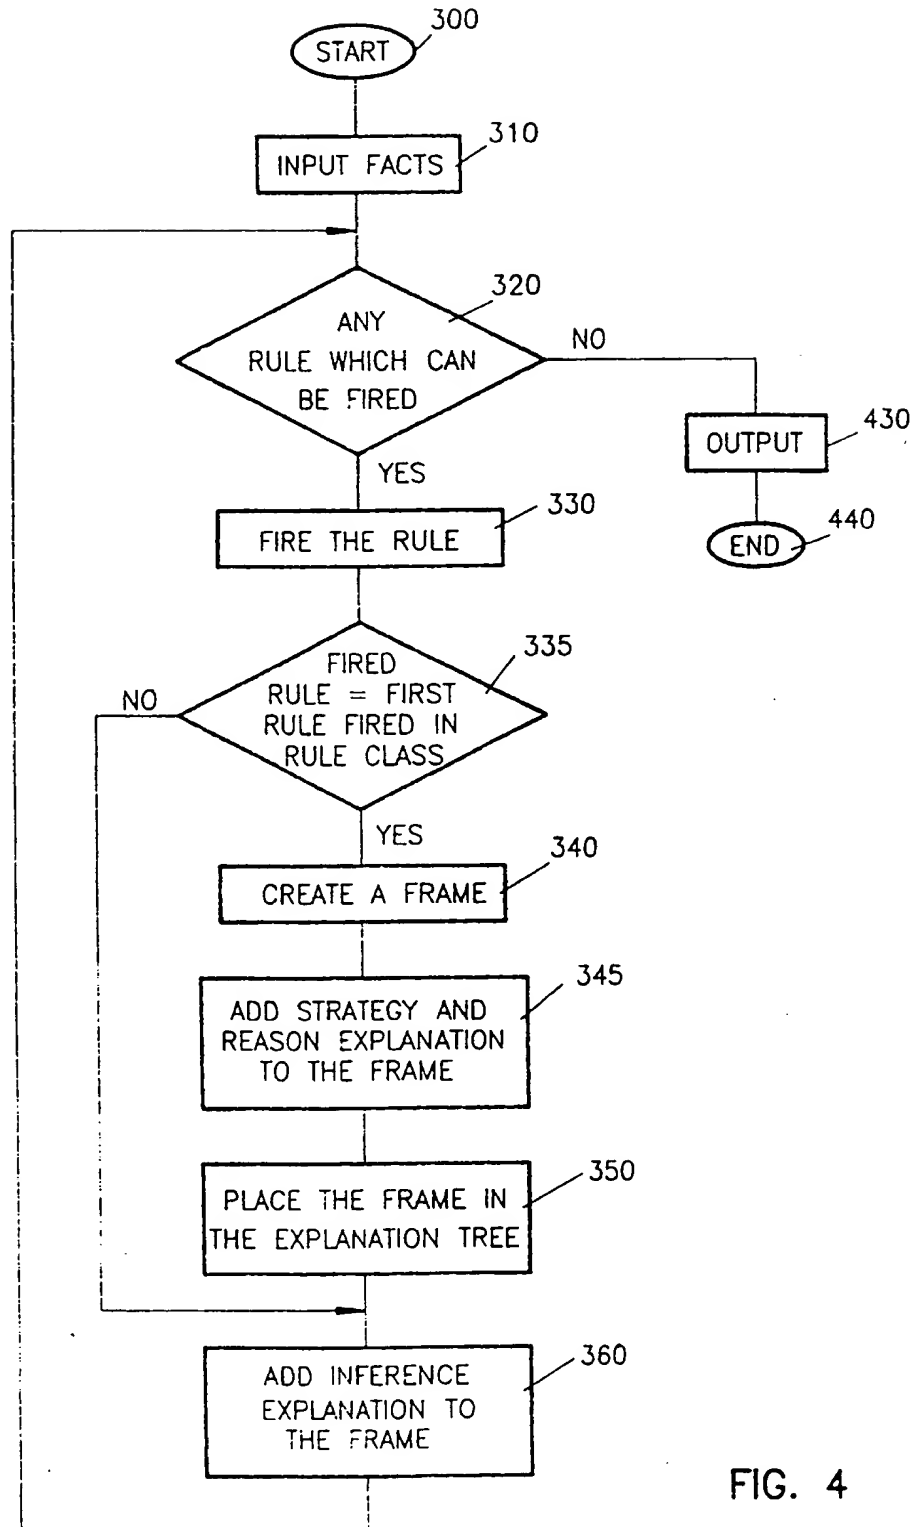 300
START
310
INPUT FACTS
320
ANY
RULE WHICH CAN
BE FIRED
NO
430
OUTPUT
YES
330
FIRE THE RULE
440
END
335
FIRED
RULE = FIRST
RULE FIRED IN
RULE CLASS
NO
YES
340
CREATE A FRAME
345
ADD STRATEGY AND
REASON EXPLANATION
TO THE FRAME
350
PLACE THE FRAME IN
THE EXPLANATION TREE
360
ADD INFERENCE
EXPLANATION TO
THE FRAME
FIG. 4